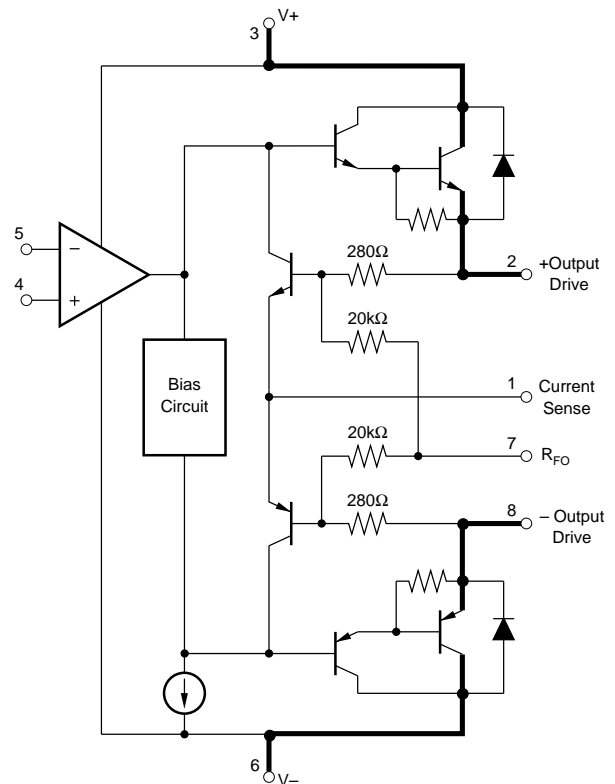 V+
3
5
−
4
+
280Ω
2
+Output
Drive
20kΩ
Bias
Circuit
1
Current
Sense
20kΩ
7
R_FO
280Ω
8
– Output
Drive
6
V–